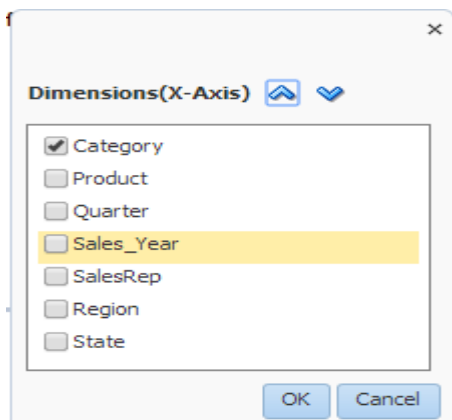 Dimensions(X-Axis)
Category
Product
Quarter
Sales_Year
SalesRep
Region
State
OK Cancel